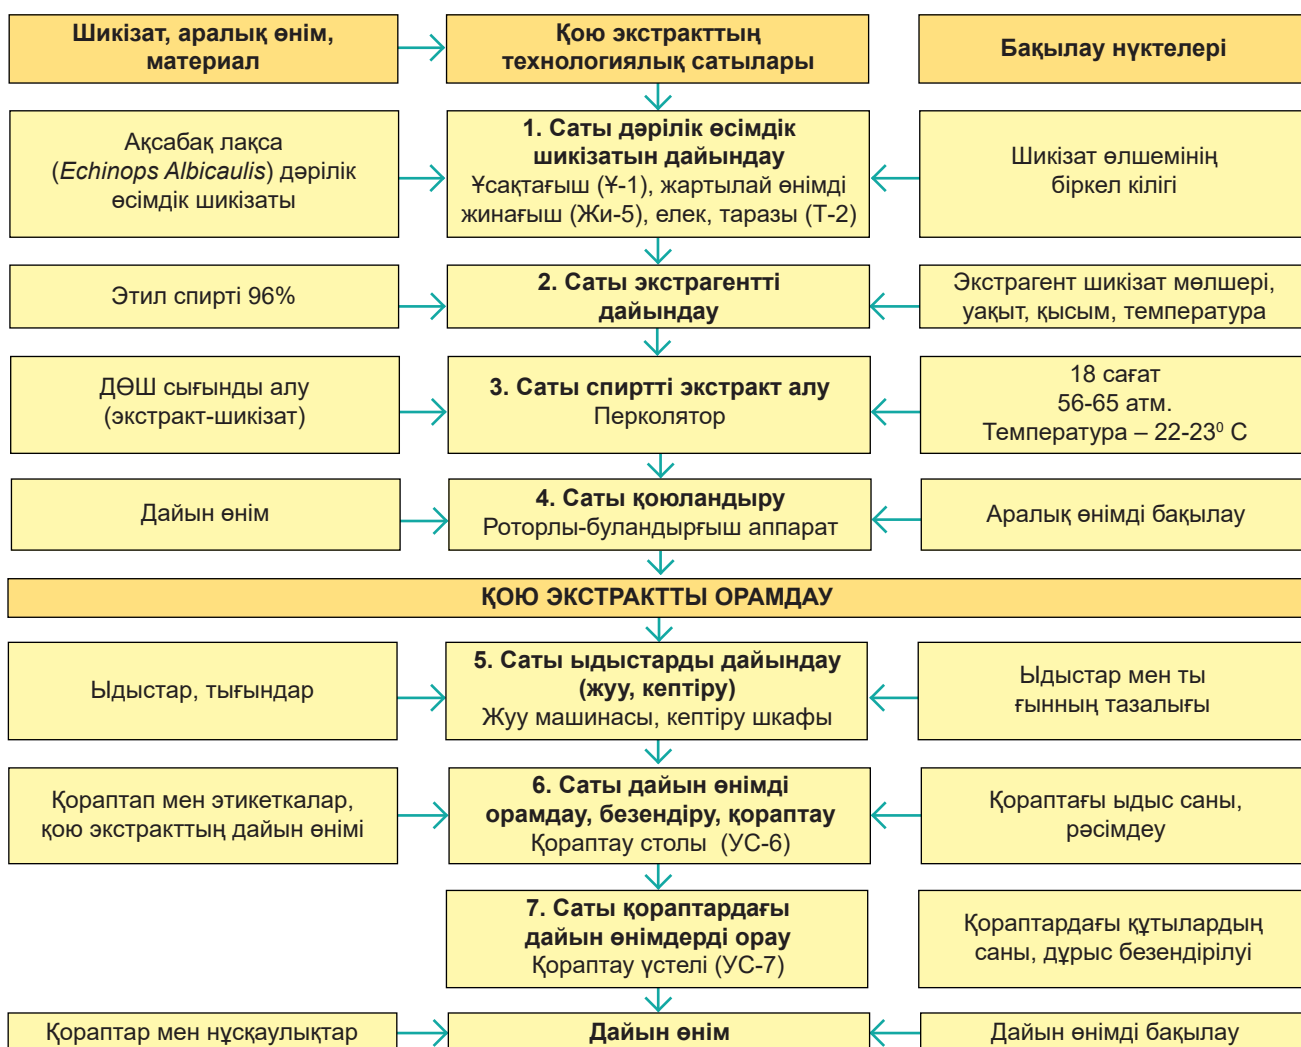 Шикізат, аралық өнім,
материал
Қою экстракттың
технологиялық сатылары
Бақылау нүктелері
Ақсабақ лақса
(Echinops Albicaulis) дәрілік
өсімдік шикізаты
1. Саты дәрілік өсімдік
шикізатын дайындау
Ұсақтағыш (Ұ-1), жартылай өнімді
жинағыш (Жи-5), елек, таразы (Т-2)
Шикізат өлшемінің
біркел кілігі
Этил спирті 96%
2. Саты экстрагентті
дайындау
Экстрагент шикізат мөлшері,
уақыт, қысым, температура
ДӨШ сығынды алу
(экстракт-шикізат)
3. Саты спиртті экстракт алу
Перколятор
18 сағат
56-65 атм.
Температура – 22-23⁰ С
Дайын өнім
4. Саты қоюландыру
Роторлы-буландырғыш аппарат
Аралық өнімді бақылау
ҚОЮ ЭКСТРАКТТЫ ОРАМДАУ
Ыдыстар, тығындар
5. Саты ыдыстарды дайындау
(жуу, кептіру)
Жуу машинасы, кептіру шкафы
Ыдыстар мен ты
ғынның тазалығы
Қораптап мен этикеткалар,
қою экстракттың дайын өнімі
6. Саты дайын өнімді
орамдау, безендіру, қораптау
Қораптау столы (УС-6)
Қораптағы ыдыс саны,
рәсімдеу
7. Саты қораптардағы
дайын өнімдерді орау
Қораптау үстелі (УС-7)
Қораптардағы құтылардың
саны, дұрыс безендірілуі
Қораптар мен нұсқаулықтар
Дайын өнім
Дайын өнімді бақылау